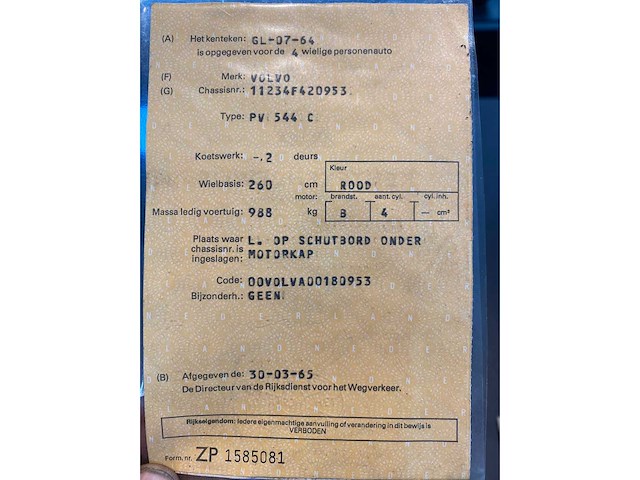 (A) Het kenteken: GL-07-64
is opgegeven voor de 4 wielige personenauto
(F) Merk: VOLVO
(G) Chassisnr.: 11234F420953
Type: PV 544 C
Koetswerk: -.2 deurs
Kleur
Wielbasis: 260 cm ROOD
motor: brandst. aant. cyl. cyl.inh.
Massa ledig voertuig: 988 kg B 4 — cm³
Plaats waar L. OP SCHUTBORD ONDER
chassisnr. is MOTORKAP
ingeslagen:
Code: 00VOLVA00180953
Bijzonderh.: GEEN
(B) Afgegeven de: 30-03-65
De Directeur van de Rijksdienst voor het Wegverkeer.
Rijkseigendom: Iedere eigenmachtige aanvulling of verandering in dit bewijs is
VERBODEN
Form. nr. ZP 1585081